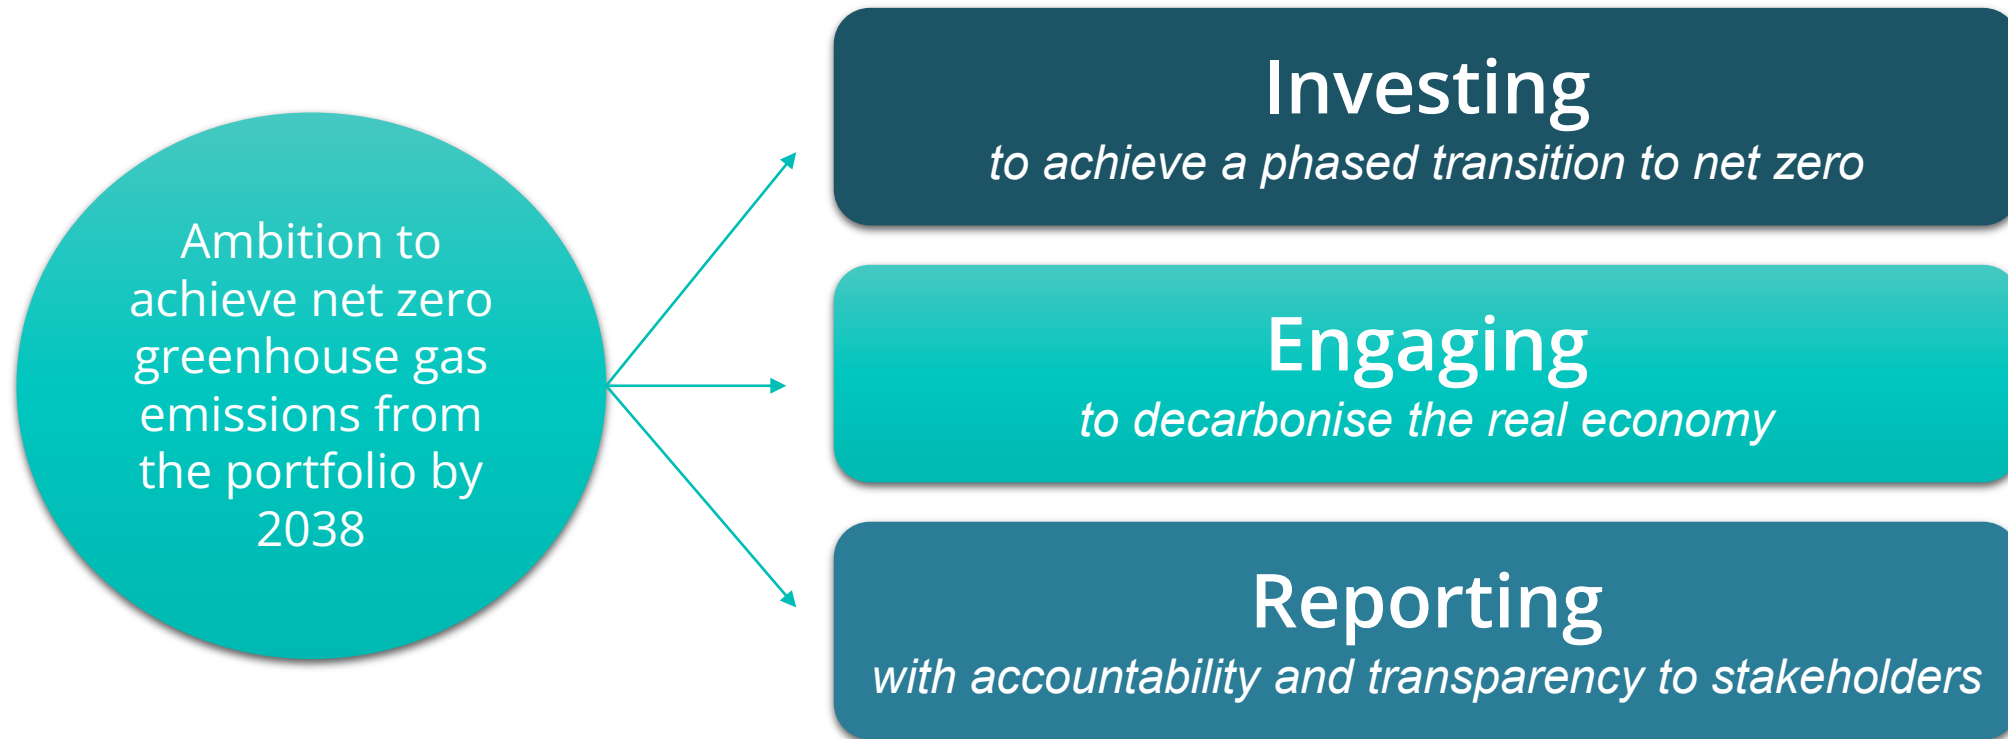 Ambition to
achieve net zero
greenhouse gas
emissions from
the portfolio by
2038
Investing
to achieve a phased transition to net zero
Engaging
to decarbonise the real economy
Reporting
with accountability and transparency to stakeholders